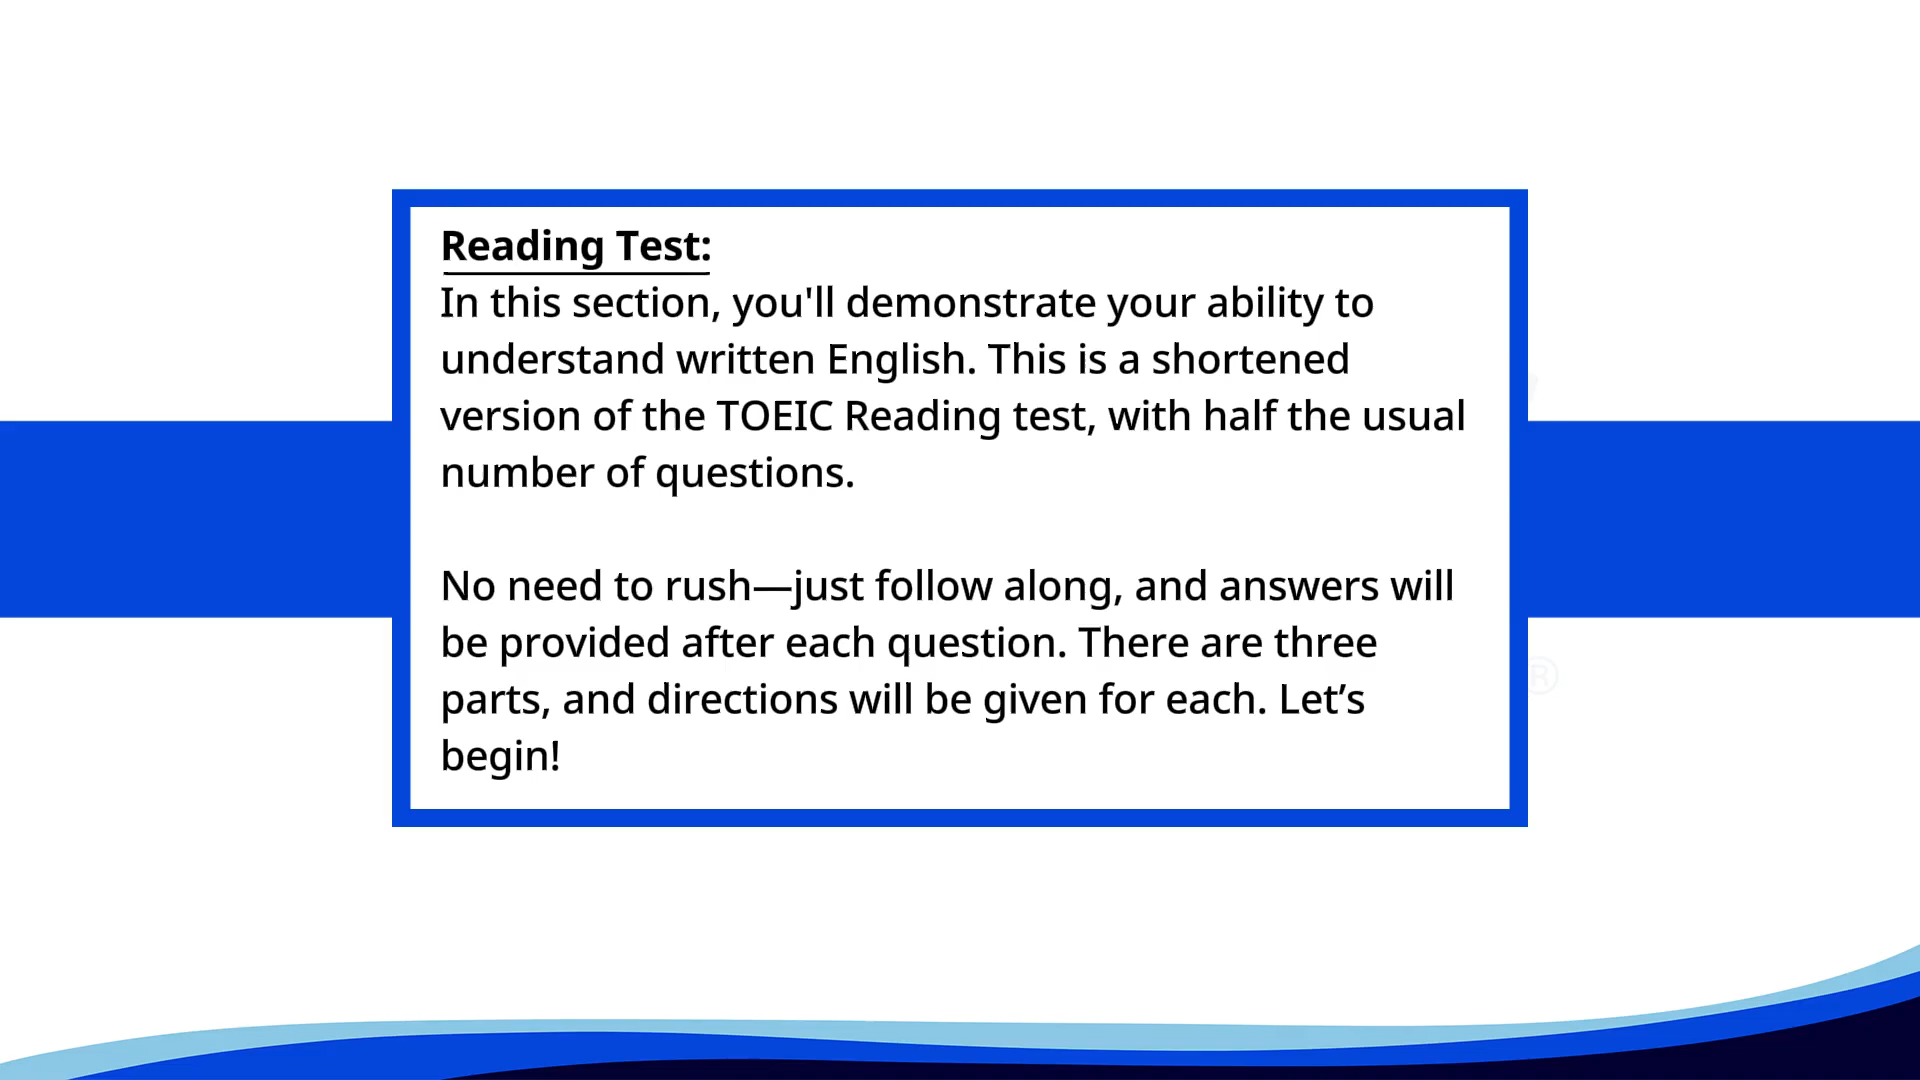 Reading Test:
In this section, you'll demonstrate your ability to
understand written English. This is a shortened
version of the TOEIC Reading test, with half the usual
number of questions.
No need to rush—just follow along, and answers will
be provided after each question. There are three
parts, and directions will be given for each. Let’s
begin!
®